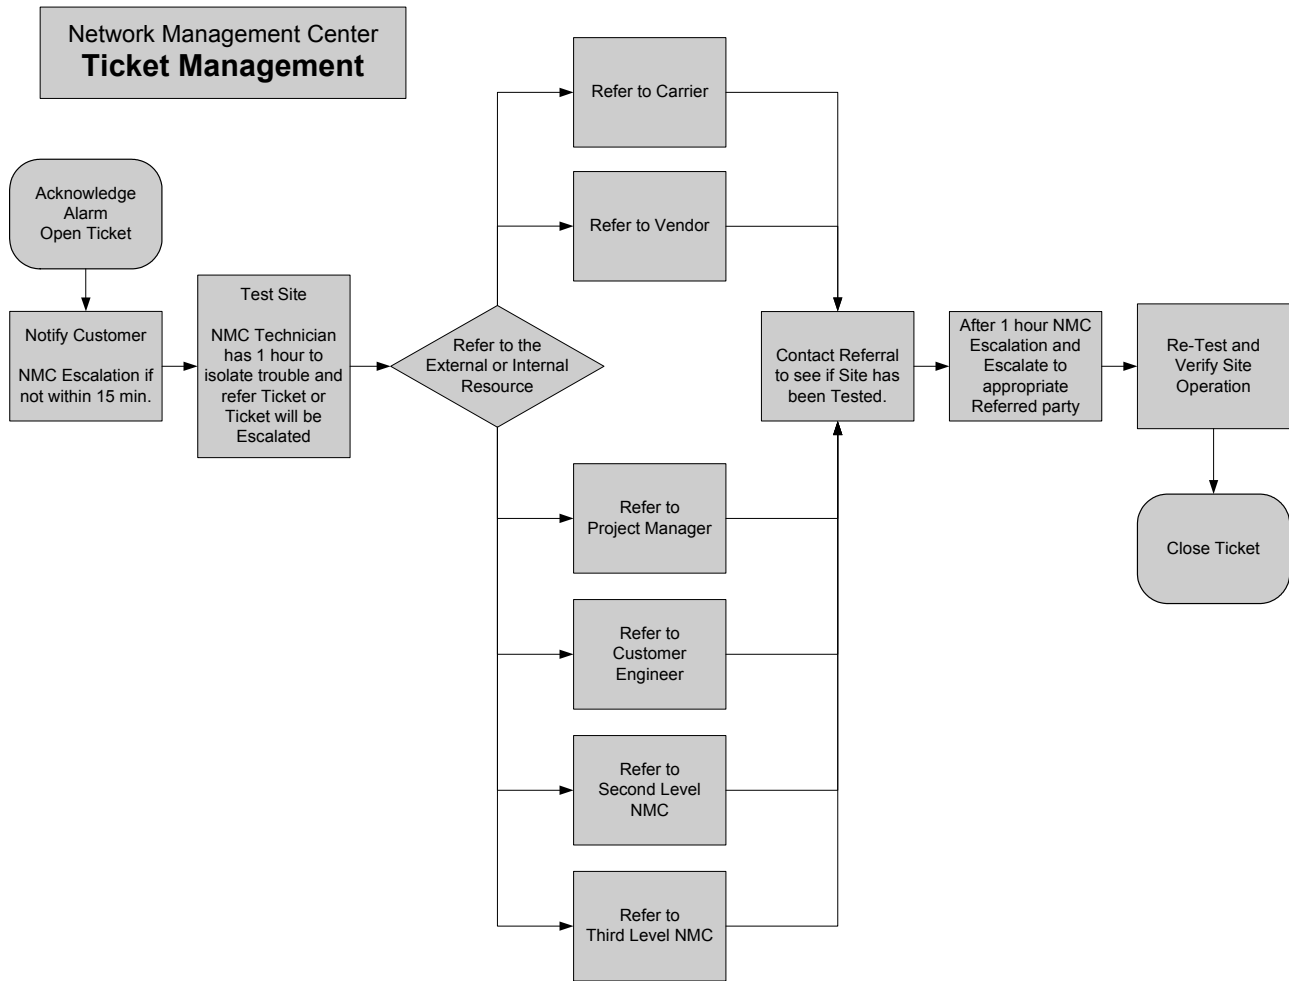 Network Management Center
Ticket Management
Acknowledge
Alarm
Open Ticket
Notify Customer
NMC Escalation if
not within 15 min.
Test Site
NMC Technician
has 1 hour to
isolate trouble and
refer Ticket or
Ticket will be
Escalated
Refer to the
External or Internal
Resource
Refer to Carrier
Refer to Vendor
Refer to
Project Manager
Refer to
Customer
Engineer
Refer to
Second Level
NMC
Refer to
Third Level NMC
Contact Referral
to see if Site has
been Tested.
After 1 hour NMC
Escalation and
Escalate to
appropriate
Referred party
Re-Test and
Verify Site
Operation
Close Ticket